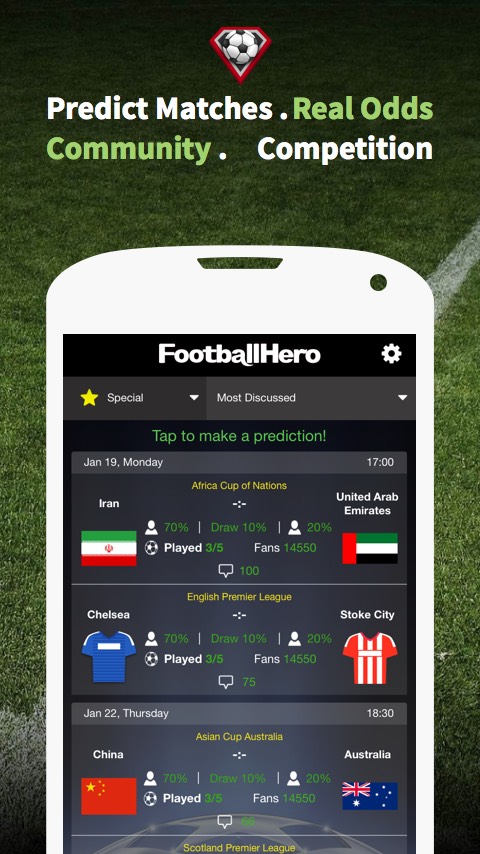 Predict Matches . Real Odds
Community . Competition
FootballHero
Special Most Discussed
Tap to make a prediction!
Jan 19, Monday 17:00
Africa Cup of Nations
Iran -:- United Arab Emirates
70% | Draw 10% | 20%
Played 3/5 Fans 14550
100
English Premier League
Chelsea -:- Stoke City
70% | Draw 10% | 20%
Played 3/5 Fans 14550
75
Jan 22, Thursday 18:30
Asian Cup Australia
China -:- Australia
70% | Draw 10% | 20%
Played 3/5 Fans 14550
Scotland Premier League